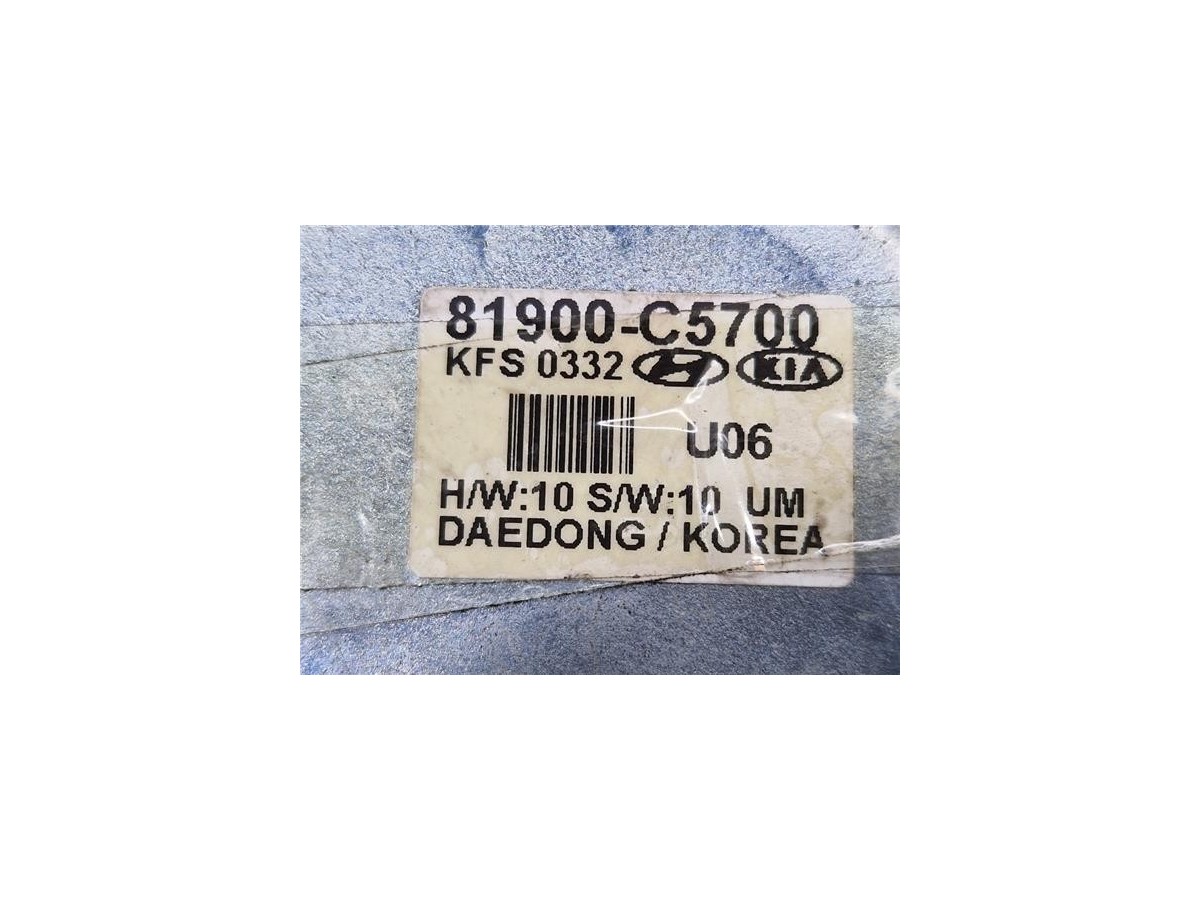 81900-C5700
KFS 0332 KIA
U06
H/W:10 S/W:10 UM
DAEDONG / KOREA